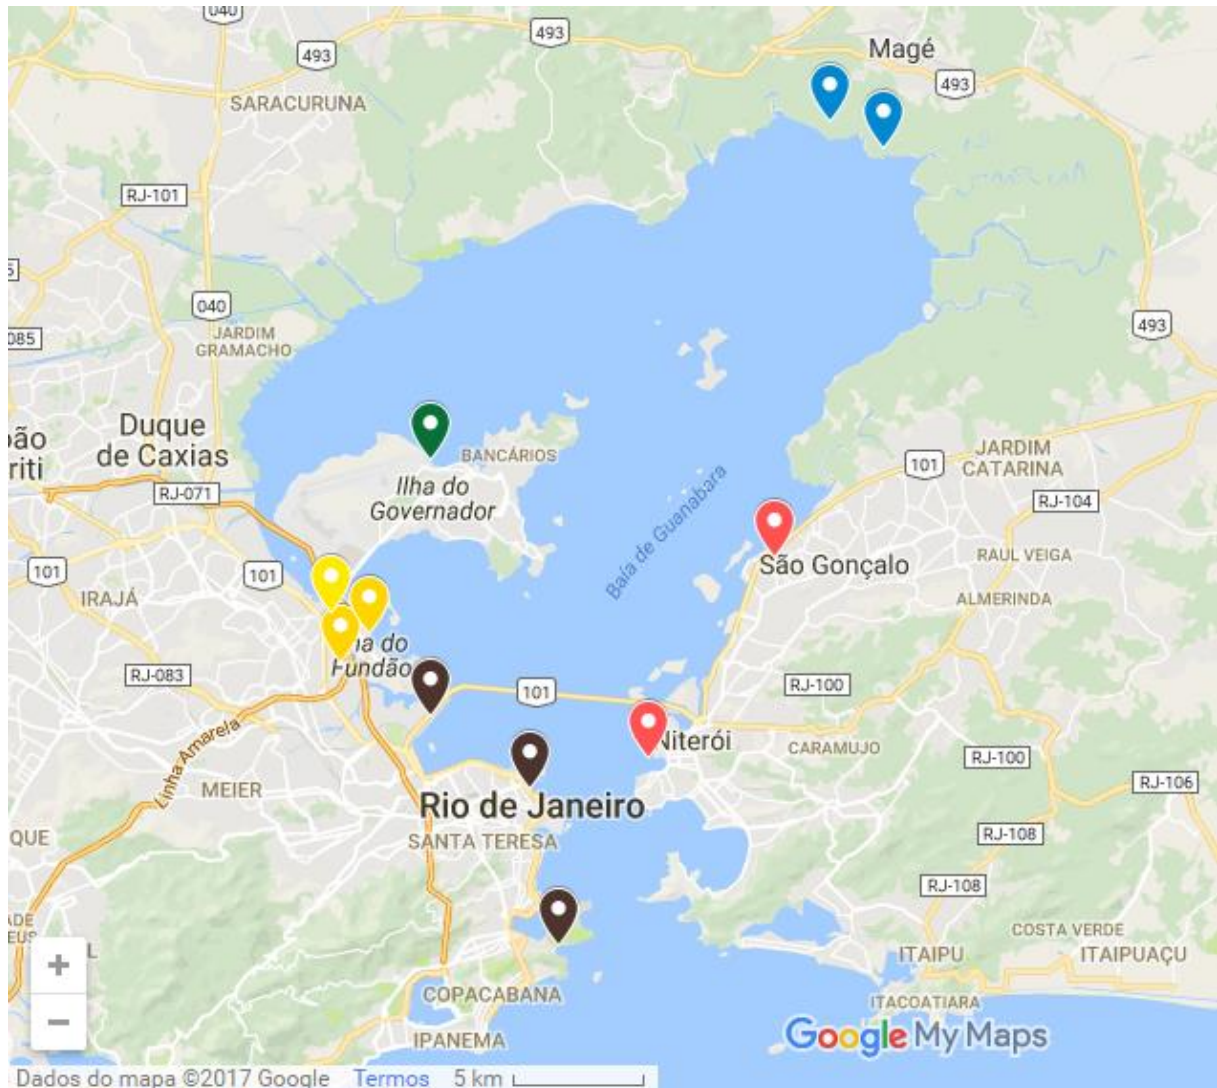 040
493
493
Magé
493
SARACURUNA
RJ-101
040
493
085
JARDIM
GRAMACHO
Duque
de Caxias
BANCÁRIOS
JARDIM
CATARINA
101
RJ-071
Ilha do
Governador
RJ-104
Baía de Guanabara
São Gonçalo
RAUL VEIGA
101
101
IRAJÁ
ALMERINDA
do
Fundão
RJ-083
101
RJ-100
Linha Amarela
Niterói
CARAMUJO
RJ-100
MEIER
RJ-106
Rio de Janeiro
QUE
SANTA TERESA
RJ-108
RJ-108
COSTA VERDE
ITAIPU
ITAIPUAÇU
+
COPACABANA
ITACOATIARA
−
IPANEMA
Google My Maps
Dados do mapa ©2017 Google Termos 5 km